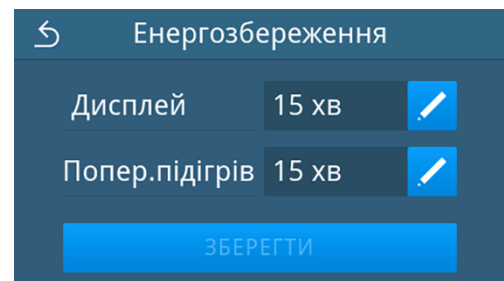 Енергозбереження
Дисплей 15 хв
Попер.підігрів 15 хв
ЗБЕРЕГТИ